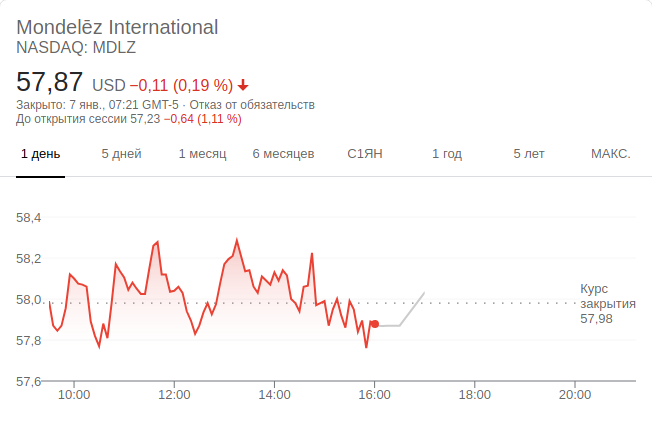 Mondelēz International
NASDAQ: MDLZ
57,87 USD −0,11 (0,19 %)
Закрыто: 7 янв., 07:21 GMT-5 · Отказ от обязательств
До открытия сессии 57,23 −0,64 (1,11 %)
1 день 5 дней 1 месяц 6 месяцев С1ЯН 1 год 5 лет МАКС.
58,4
58,2
58,0
57,8
57,6
Курс
закрытия
57,98
10:00 12:00 14:00 16:00 18:00 20:00